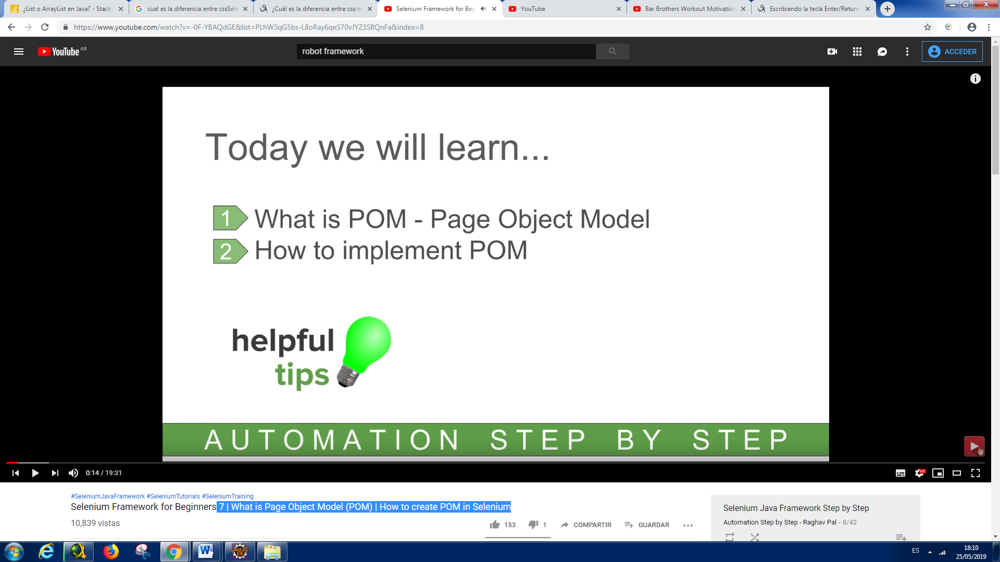 ¿List o ArrayList en Java? - Stack
cual es la diferencia entre cssSele
¿Cuál es la diferencia entre css-se
Selenium Framework for Beg
YouTube
Bar Brothers Workout Motivation
Escribiendo la tecla Enter/Return
https://www.youtube.com/watch?v=-0F-YBAQdGE&list=PLhW3qG5bs-L8oRay6qeS70vJYZ3SBQnFa&index=8
YouTube AR
robot framework
ACCEDER
Today we will learn...
1 What is POM - Page Object Model
2 How to implement POM
helpful
tips
AUTOMATION STEP BY STEP
0:14 / 19:31
HD
#SeleniumJavaFramework #SeleniumTutorials #SeleniumTraining
Selenium Framework for Beginners 7 | What is Page Object Model (POM) | How to create POM in Selenium
10,839 vistas
153
1
COMPARTIR
GUARDAR
Selenium Java Framework Step by Step
Automation Step by Step - Raghav Pal - 8/42
Java EE
IDE
ES
18:10
25/05/2019